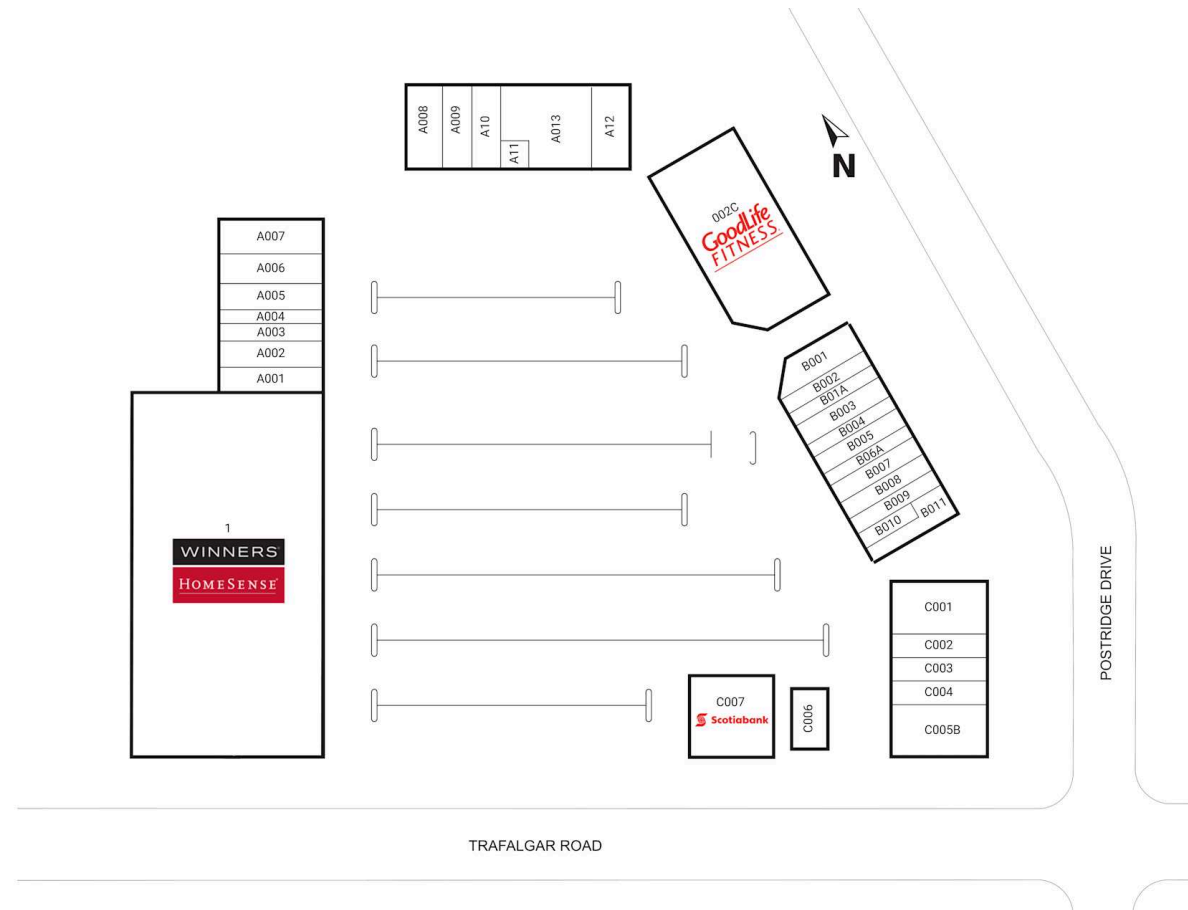 A008
A009
A10
A11
A013
A12
N
002C
GoodLife
FITNESS
A007
A006
A005
A004
A003
A002
A001
B001
B002
B01A
B003
B004
B005
B06A
B007
B008
B009
B010
B011
1
WINNERS
HOMESENSE
C001
C002
C003
C004
C005B
C007
Scotiabank
C006
POSTRIDGE DRIVE
TRAFALGAR ROAD